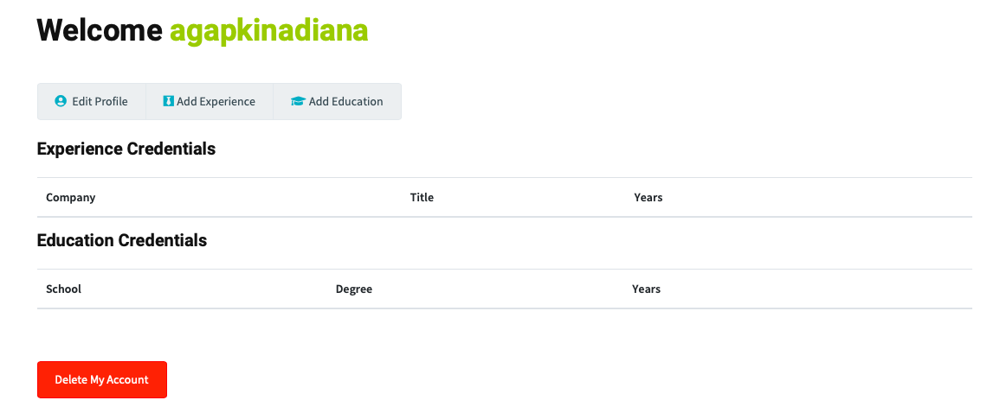 Welcome agapkinadiana
Edit Profile Add Experience Add Education
Experience Credentials
Company Title Years
Education Credentials
School Degree Years
Delete My Account